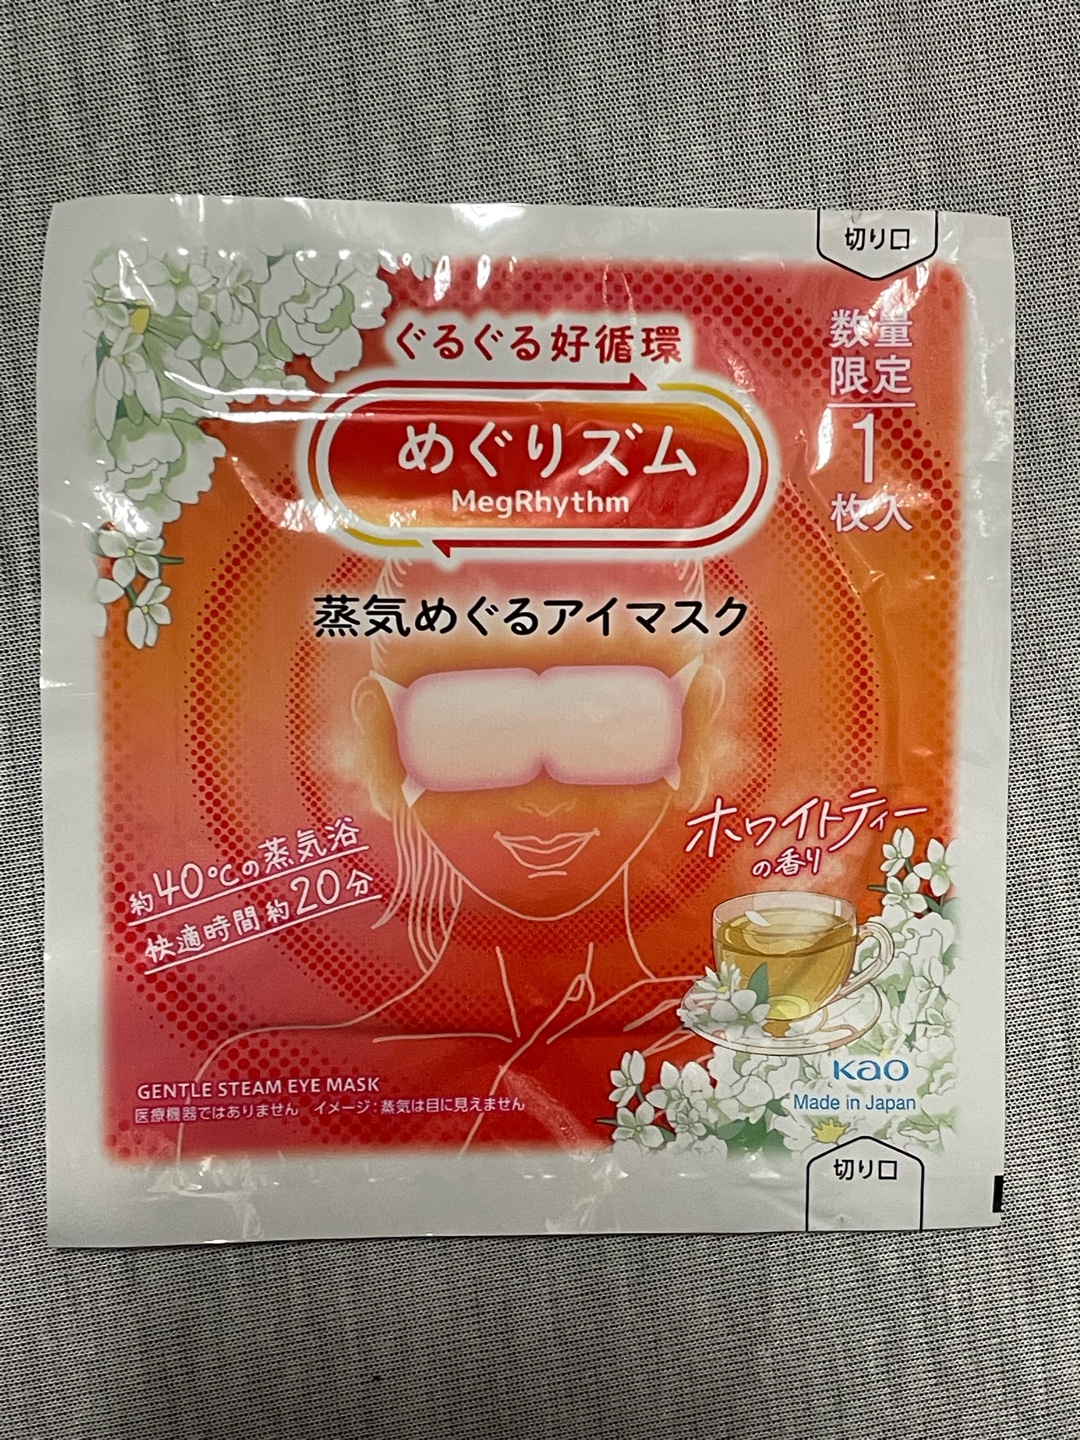 切り口
数量
限定
1
枚入
ぐるぐる好循環
めぐりズム
MegRhythm
蒸気めぐるアイマスク
約40℃の蒸気浴
快適時間 約20分
ホワイトティー
の香り
GENTLE STEAM EYE MASK
医療機器ではありません イメージ:蒸気は目に見えません
Kao
Made in Japan
切り口